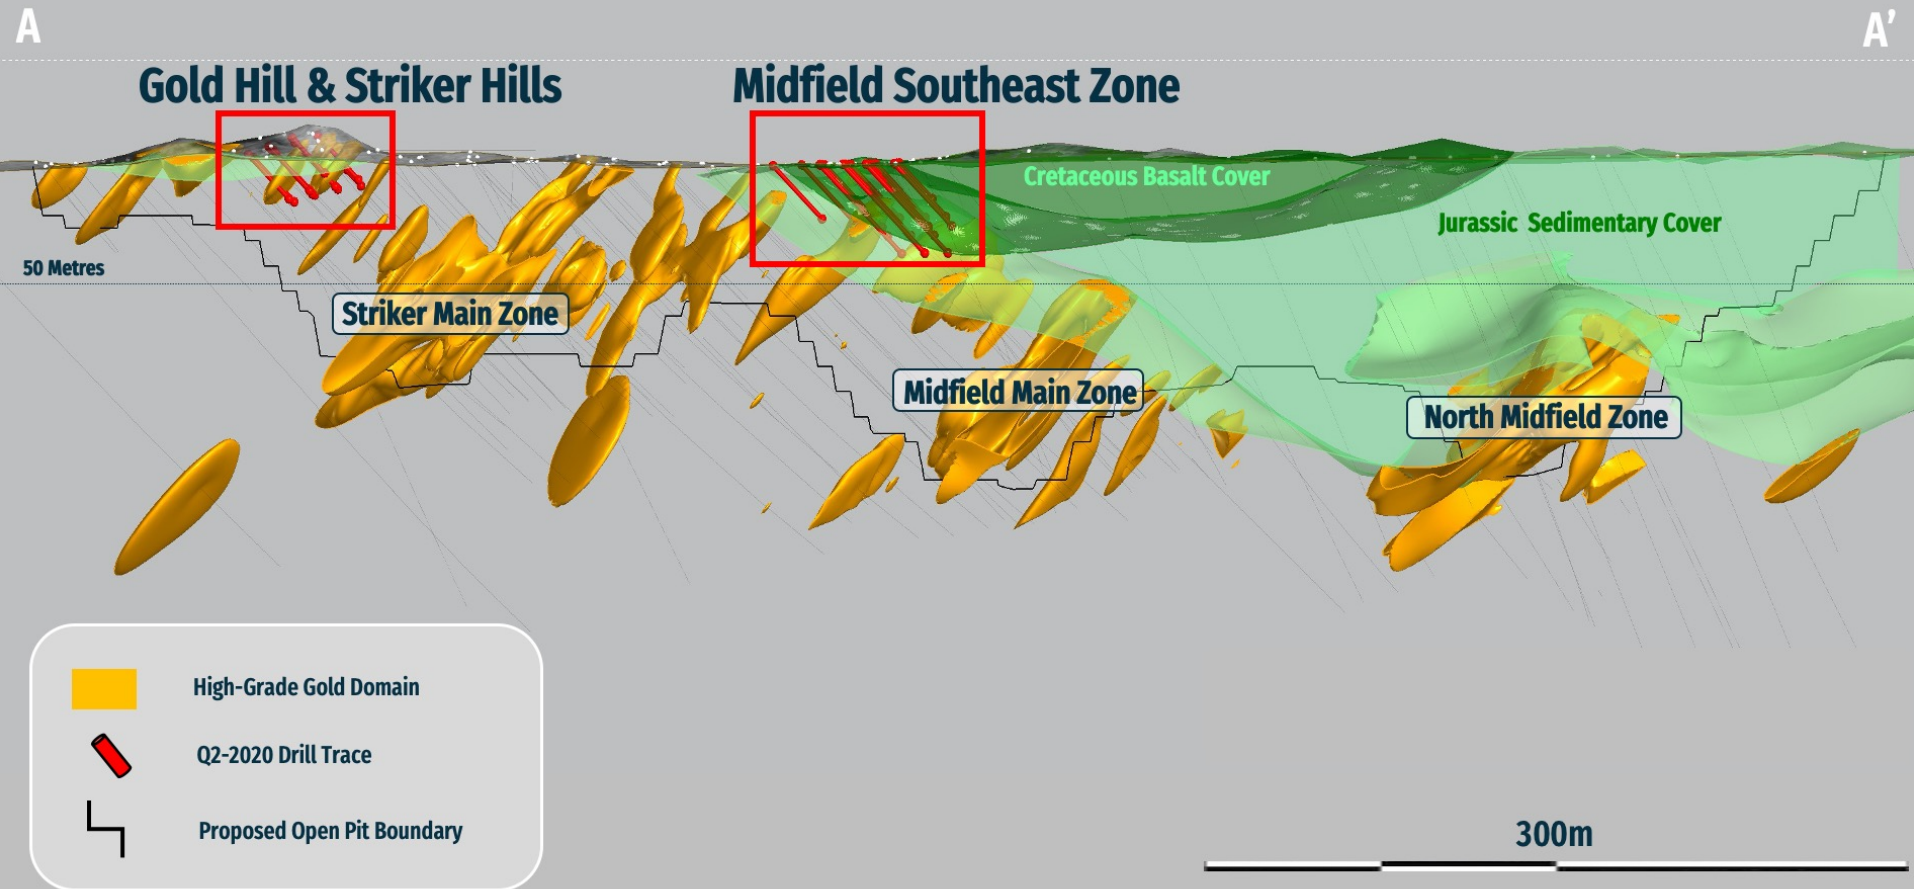 A
A’
Gold Hill & Striker Hills
Midfield Southeast Zone
Cretaceous Basalt Cover
Jurassic Sedimentary Cover
50 Metres
Striker Main Zone
Midfield Main Zone
North Midfield Zone
High-Grade Gold Domain
Q2-2020 Drill Trace
Proposed Open Pit Boundary
300m